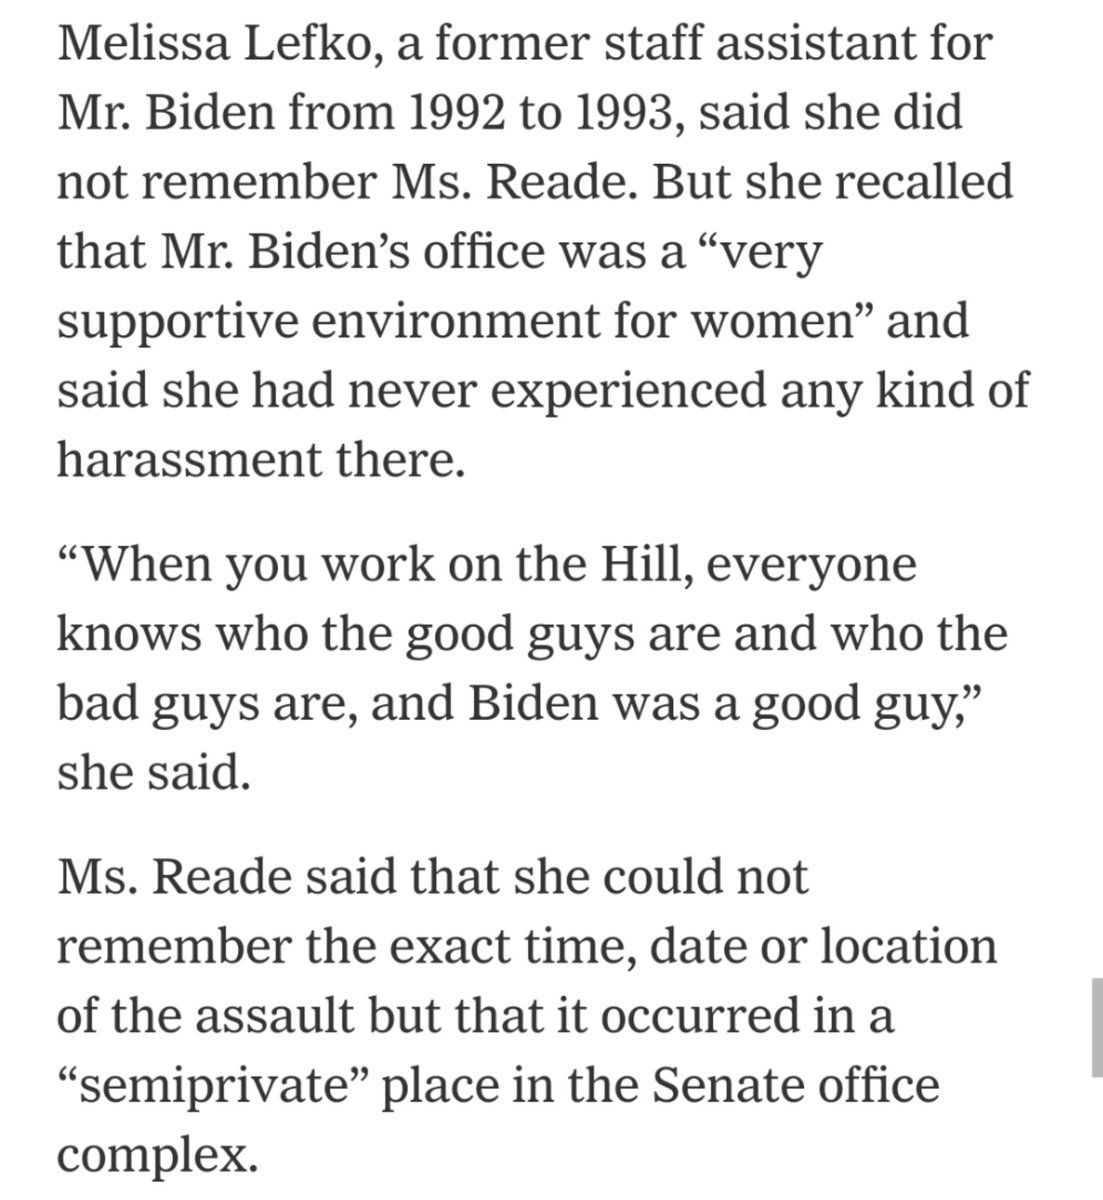 Melissa Lefko, a former staff assistant for
Mr. Biden from 1992 to 1993, said she did
not remember Ms. Reade. But she recalled
that Mr. Biden’s office was a “very
supportive environment for women” and
said she had never experienced any kind of
harassment there.
“When you work on the Hill, everyone
knows who the good guys are and who the
bad guys are, and Biden was a good guy,”
she said.
Ms. Reade said that she could not
remember the exact time, date or location
of the assault but that it occurred in a
“semiprivate” place in the Senate office
complex.